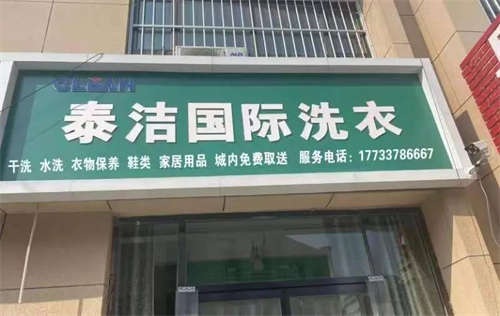 泰洁国际洗衣
干洗 水洗 衣物保养 鞋类 家居用品 城内免费取送 服务电话：17733786667